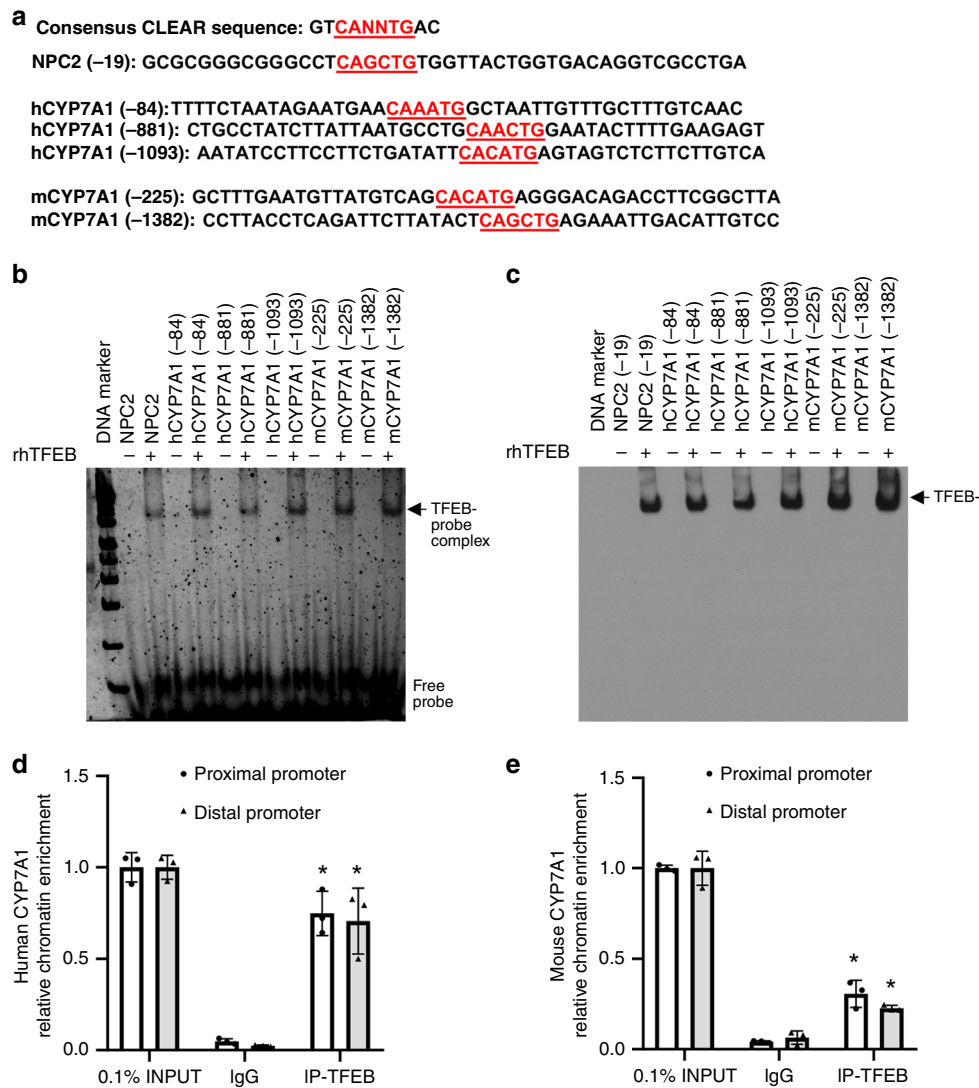 a
Consensus CLEAR sequence: GTCANNTGAC
NPC2 (–19): GCGCGGGCGGGCCTCAGCTGTGGTTACTGGTGACAGGTCGCCTGA
hCYP7A1 (–84):TTTTCTAATAGAATGAACAAATGGCTAATTGTTTGCTTTGTCAAC
hCYP7A1 (–881): CTGCCTATCTTATTAATGCCTGCAACTGGAATACTTTTGAAGAGT
hCYP7A1 (–1093): AATATCCTTCCTTCTGATATTCACATGAGTAGTCTCTTCTTGTCA
mCYP7A1 (–225): GCTTTGAATGTTATGTCAGCACATGAGGGACAGACCTTCGGCTTA
mCYP7A1 (–1382): CCTTACCTCAGATTCTTATACTCAGCTGAGAAATTGACATTGTCC
b
DNA marker
NPC2
NPC2
hCYP7A1 (–84)
hCYP7A1 (–84)
hCYP7A1 (–881)
hCYP7A1 (–881)
hCYP7A1 (–1093)
hCYP7A1 (–1093)
mCYP7A1 (–225)
mCYP7A1 (–225)
mCYP7A1 (–1382)
mCYP7A1 (–1382)
rhTFEB – + – + – + – + – + – +
TFEB-
probe
complex
Free
probe
c
DNA marker
NPC2 (–19)
NPC2 (–19)
hCYP7A1 (–84)
hCYP7A1 (–84)
hCYP7A1 (–881)
hCYP7A1 (–881)
hCYP7A1 (–1093)
hCYP7A1 (–1093)
mCYP7A1 (–225)
mCYP7A1 (–225)
mCYP7A1 (–1382)
mCYP7A1 (–1382)
rhTFEB – + – + – + – + – + – +
TFEB-
d
Human CYP7A1
relative chromatin enrichment
1.5
1.0
0.5
0.0
Proximal promoter
Distal promoter
* *
0.1% INPUT IgG IP-TFEB
e
Mouse CYP7A1
relative chromatin enrichment
1.5
1.0
0.5
0.0
Proximal promoter
Distal promoter
* *
0.1% INPUT IgG IP-TFEB